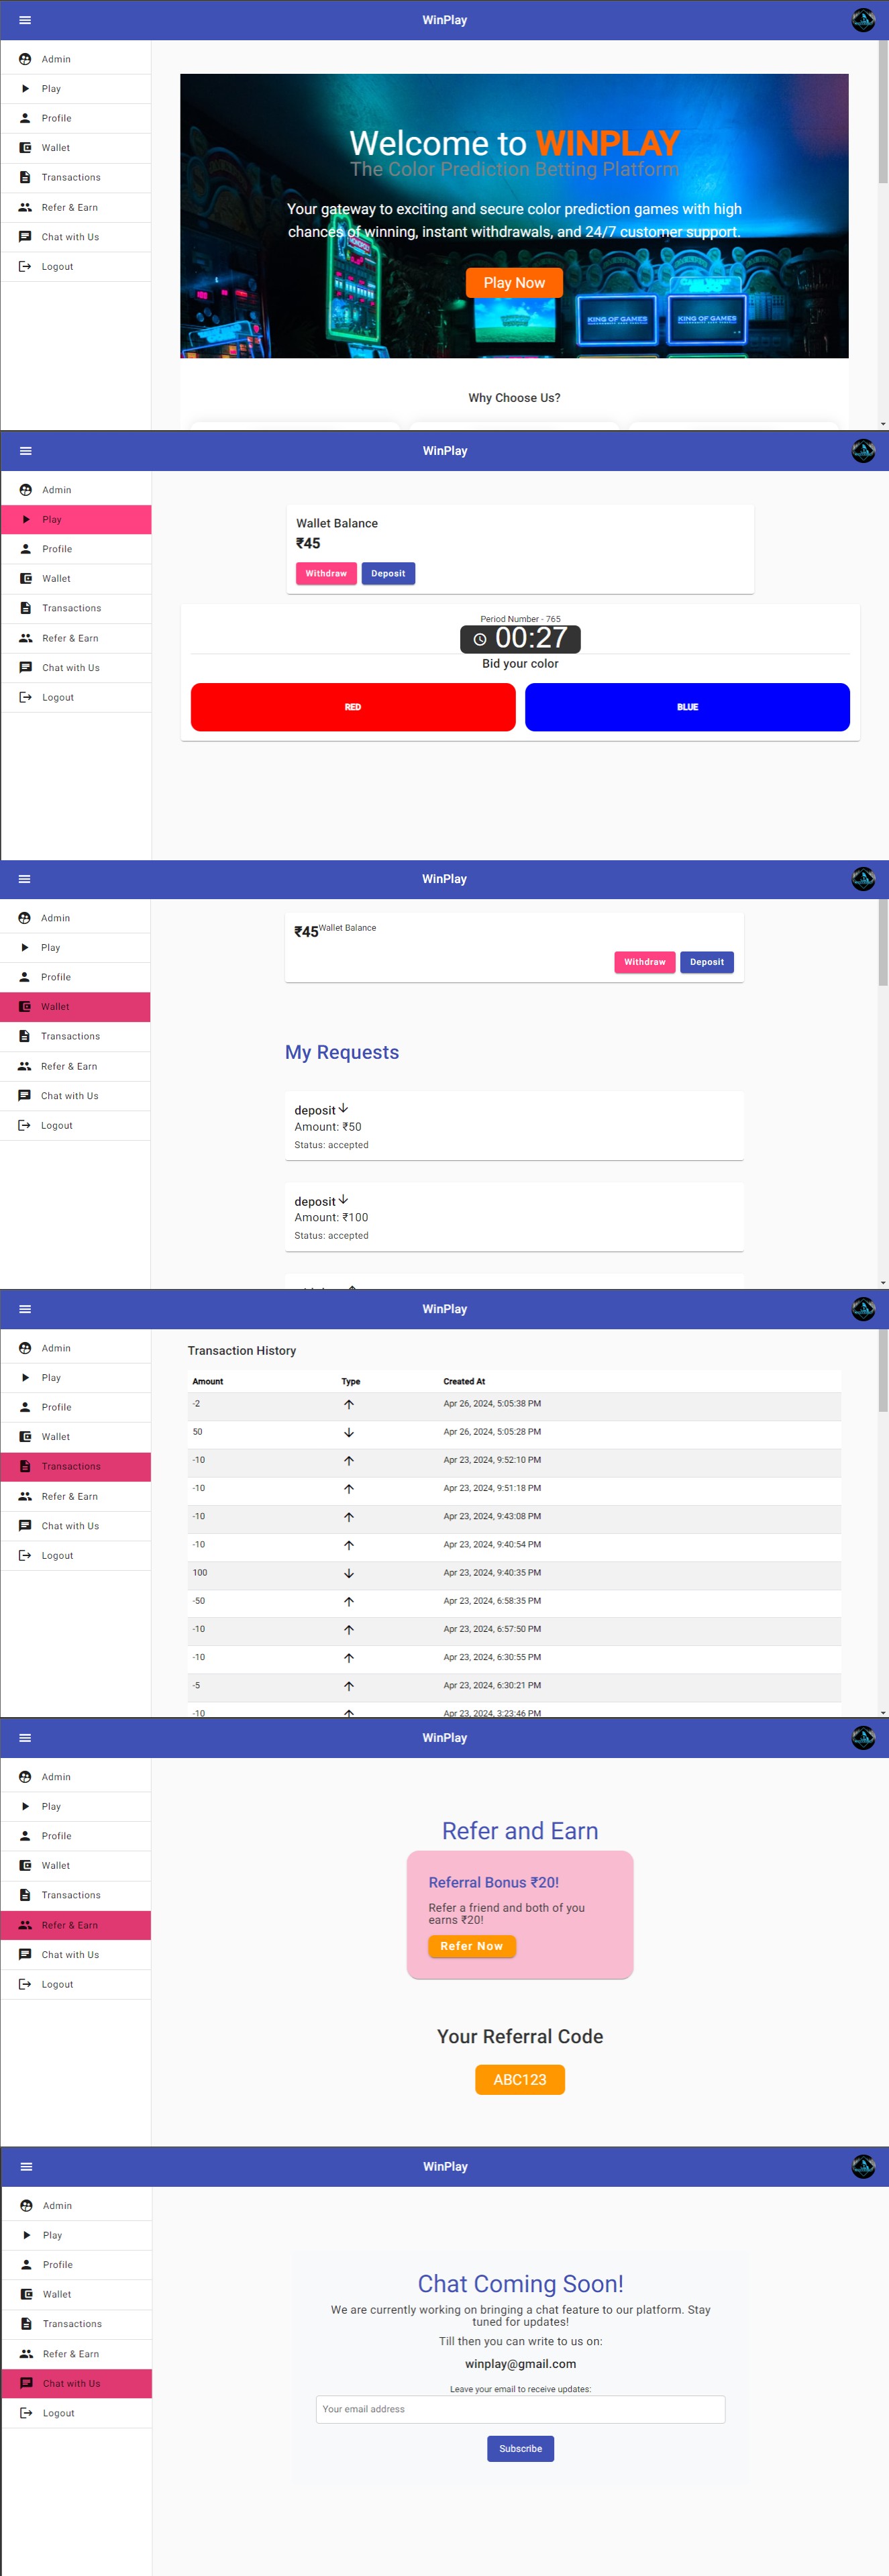 WinPlay
Admin
Play
Profile
Wallet
Transactions
Refer & Earn
Chat with Us
Logout
Welcome to WINPLAY
The Color Prediction Betting Platform
Your gateway to exciting and secure color prediction games with high
chances of winning, instant withdrawals, and 24/7 customer support.
Play Now
KING OF GAMES
KING OF GAMES
Why Choose Us?
WinPlay
Admin
Play
Profile
Wallet
Transactions
Refer & Earn
Chat with Us
Logout
Wallet Balance
₹45
Withdraw Deposit
Period Number - 765
00:27
Bid your color
RED BLUE
WinPlay
Admin
Play
Profile
Wallet
Transactions
Refer & Earn
Chat with Us
Logout
₹45 Wallet Balance
Withdraw Deposit
My Requests
deposit
Amount: ₹50
Status: accepted
deposit
Amount: ₹100
Status: accepted
WinPlay
Admin
Play
Profile
Wallet
Transactions
Refer & Earn
Chat with Us
Logout
Transaction History
Amount Type Created At
-2 Apr 26, 2024, 5:05:38 PM
50 Apr 26, 2024, 5:05:28 PM
-10 Apr 23, 2024, 9:52:10 PM
-10 Apr 23, 2024, 9:51:18 PM
-10 Apr 23, 2024, 9:43:08 PM
-10 Apr 23, 2024, 9:40:54 PM
100 Apr 23, 2024, 9:40:35 PM
-50 Apr 23, 2024, 6:58:35 PM
-10 Apr 23, 2024, 6:57:50 PM
-10 Apr 23, 2024, 6:30:55 PM
-5 Apr 23, 2024, 6:30:21 PM
-10 Apr 23, 2024, 3:23:46 PM
WinPlay
Admin
Play
Profile
Wallet
Transactions
Refer & Earn
Chat with Us
Logout
Refer and Earn
Referral Bonus ₹20!
Refer a friend and both of you
earns ₹20!
Refer Now
Your Referral Code
ABC123
WinPlay
Admin
Play
Profile
Wallet
Transactions
Refer & Earn
Chat with Us
Logout
Chat Coming Soon!
We are currently working on bringing a chat feature to our platform. Stay
tuned for updates!
Till then you can write to us on:
winplay@gmail.com
Leave your email to receive updates:
Your email address
Subscribe